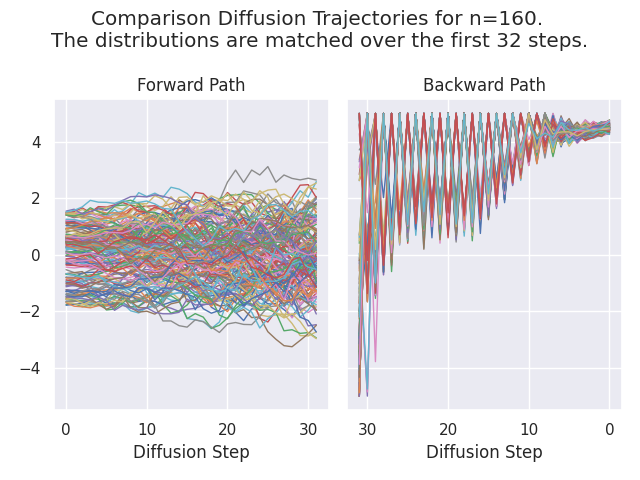 Comparison Diffusion Trajectories for n=160.
The distributions are matched over the first 32 steps.
Forward Path
Backward Path
4
2
0
−2
−4
0 10 20 30
30 20 10 0
Diffusion Step
Diffusion Step